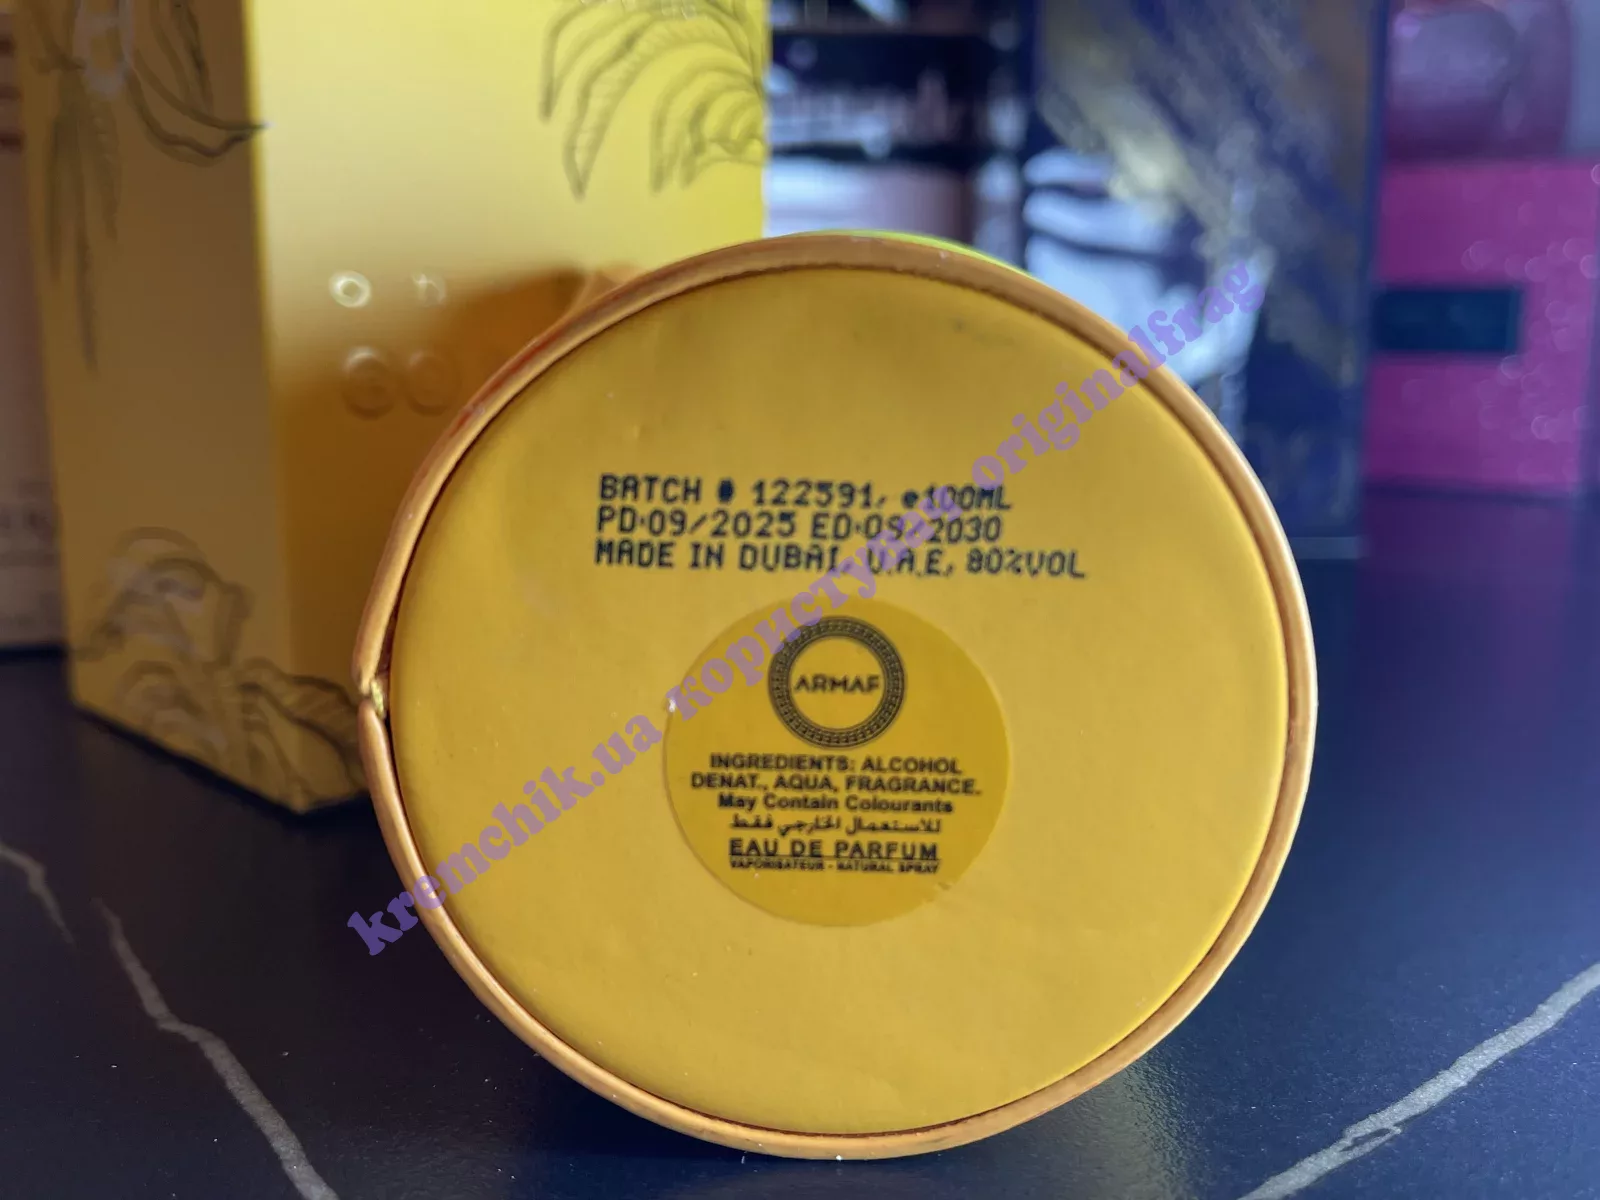 BATCH # 122591, e100ML
PD:09/2025 ED:09/2030
MADE IN DUBAI, U.A.E, 80%VOL
ARMAF
INGREDIENTS: ALCOHOL
DENAT., AQUA, FRAGRANCE.
May Contain Colourants
للاستعمال الخارجي فقط
EAU DE PARFUM
VAPORISATEUR - NATURAL SPRAY
kremchik.ua користувач originalfrag